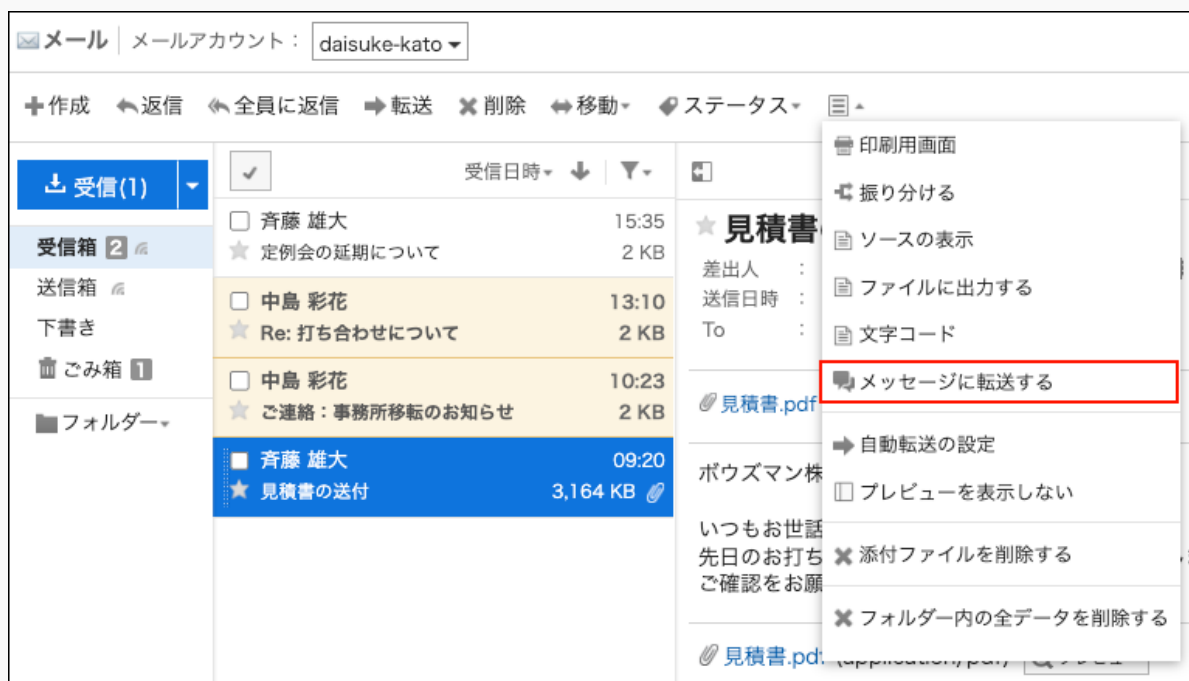 メール メールアカウント： daisuke-kato
作成 返信 全員に返信 転送 削除 移動 ステータス
受信(1)
受信箱 2
送信箱
下書き
ごみ箱 1
フォルダー
受信日時
斉藤 雄大 15:35
定例会の延期について 2 KB
中島 彩花 13:10
Re: 打ち合わせについて 2 KB
中島 彩花 10:23
ご連絡：事務所移転のお知らせ 2 KB
斉藤 雄大 09:20
見積書の送付 3,164 KB
見積書
差出人 ：
送信日時 ：
To ：
見積書.pdf
ボウズマン株
いつもお世話
先日のお打ち
ご確認をお願
見積書.pdf (application/pdf) プレビュー
印刷用画面
振り分ける
ソースの表示
ファイルに出力する
文字コード
メッセージに転送する
自動転送の設定
プレビューを表示しない
添付ファイルを削除する
フォルダー内の全データを削除する